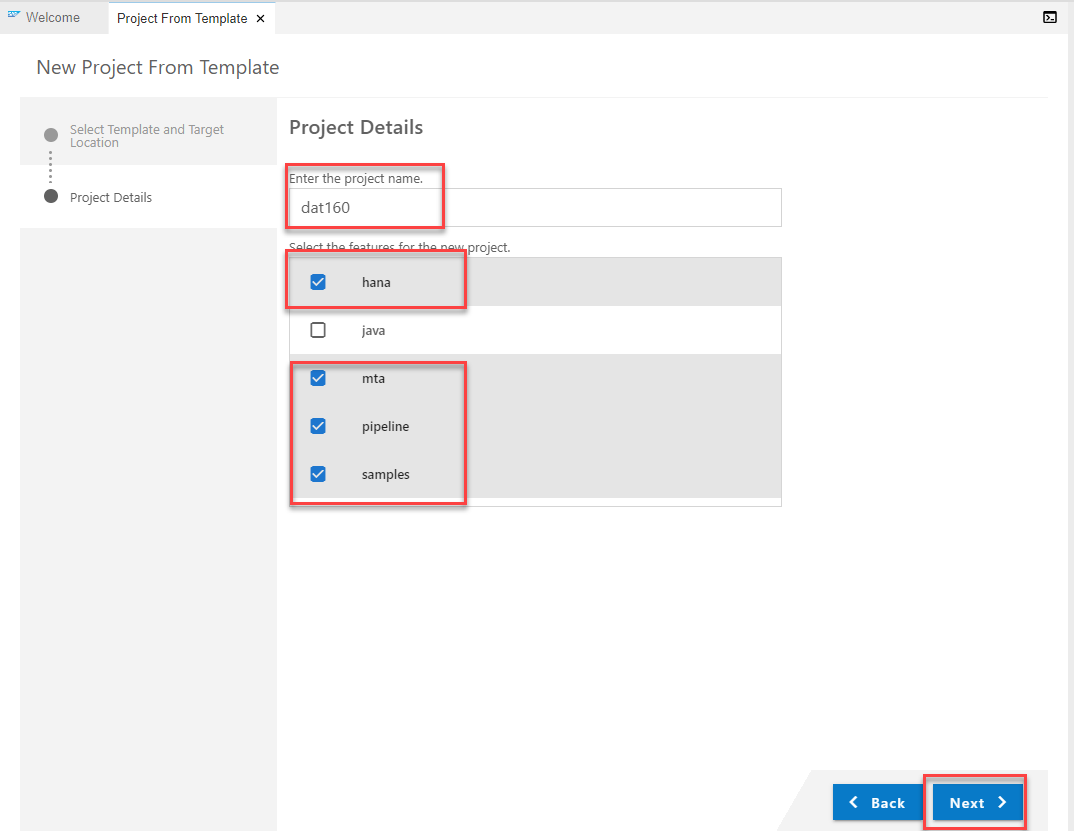 Welcome
Project From Template ×
New Project From Template
Select Template and Target
Location
Project Details
Project Details
Enter the project name.
dat160
Select the features for the new project.
hana
java
mta
pipeline
samples
Back
Next